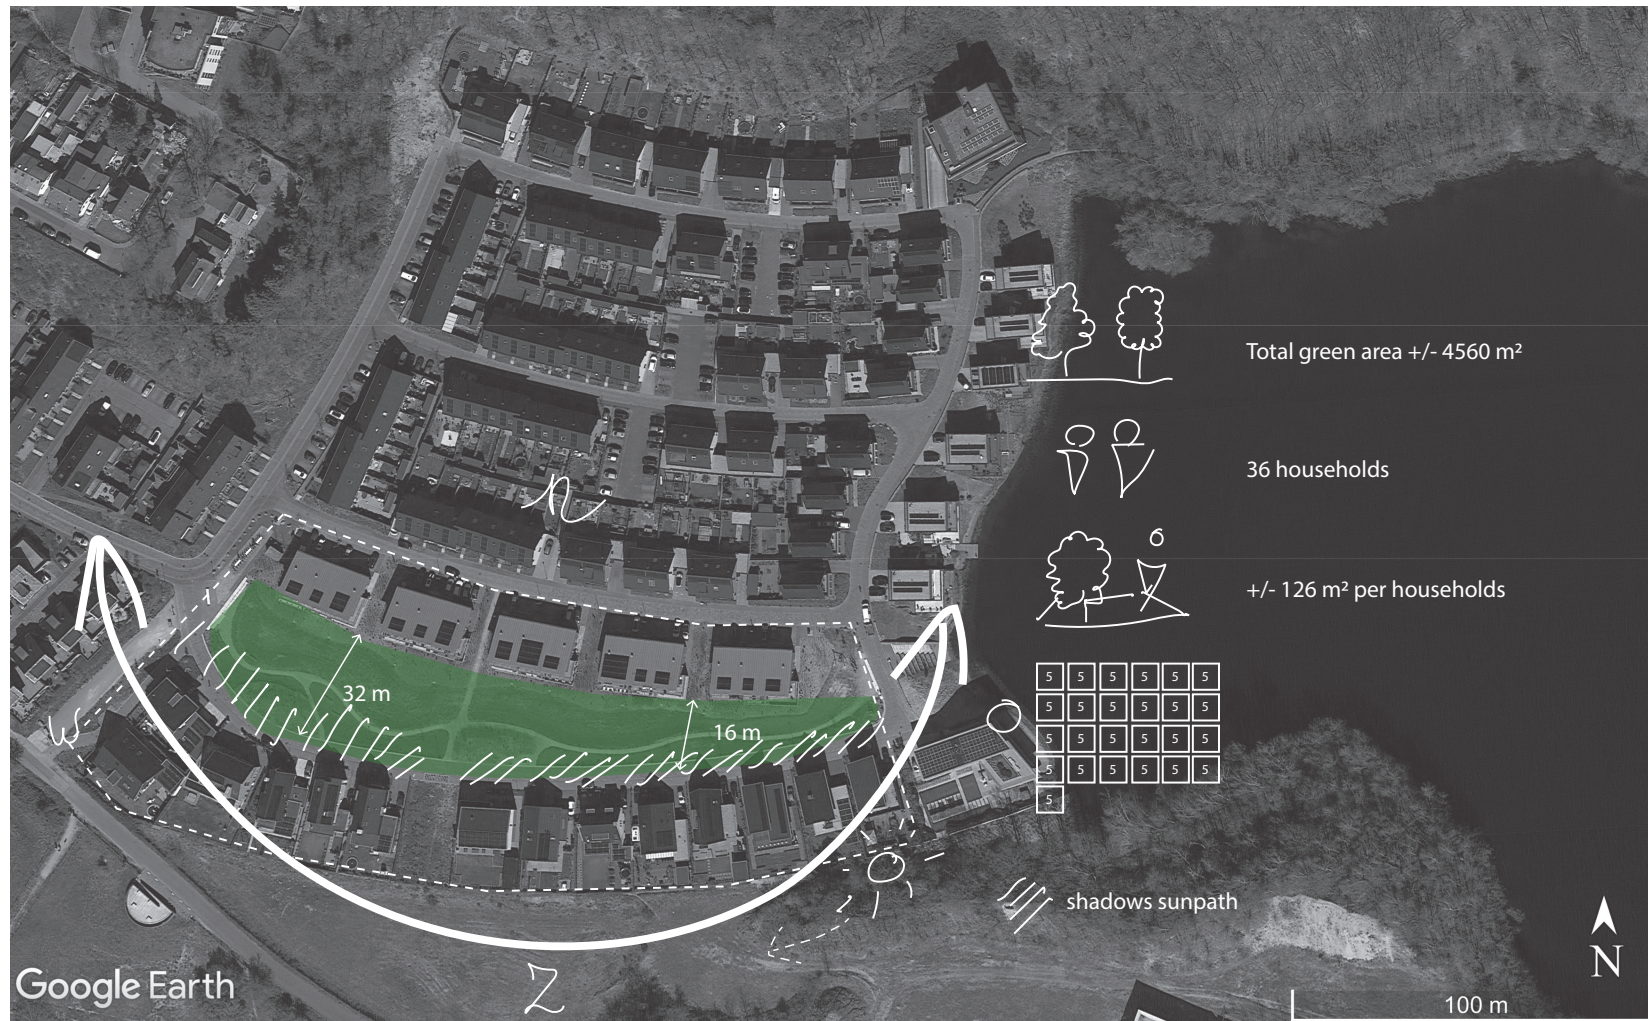 Total green area +/- 4560 m²
n
36 households
+/- 126 m² per households
32 m
16 m
W
5 5 5 5 5 5
5 5 5 5 5 5
5 5 5 5 5 5
5 5 5 5 5 5
5
shadows sunpath
Z
N
Google Earth
100 m